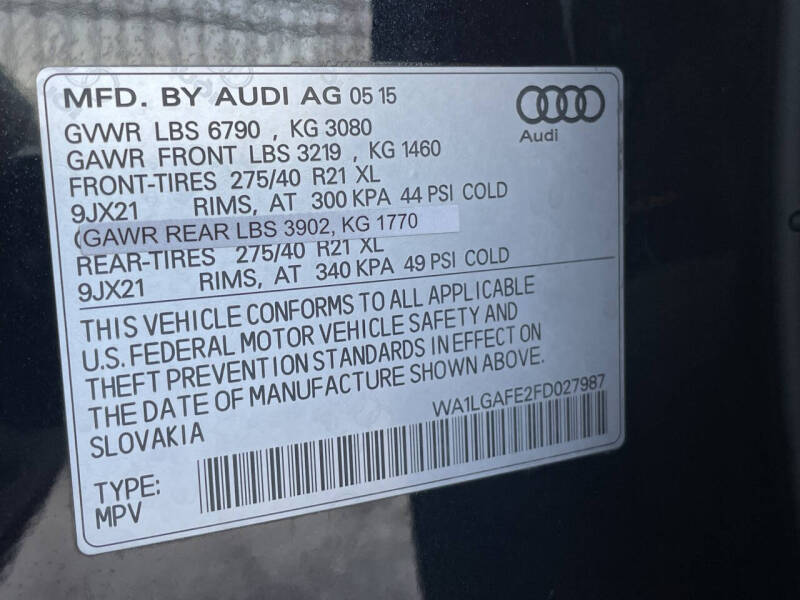 MFD. BY AUDI AG 05 15
Audi
GVWR LBS 6790 , KG 3080
GAWR FRONT LBS 3219 , KG 1460
FRONT-TIRES 275/40 R21 XL
9JX21 RIMS, AT 300 KPA 44 PSI COLD
(GAWR REAR LBS 3902, KG 1770
REAR-TIRES 275/40 R21 XL
9JX21 RIMS, AT 340 KPA 49 PSI COLD
THIS VEHICLE CONFORMS TO ALL APPLICABLE
U.S. FEDERAL MOTOR VEHICLE SAFETY AND
THEFT PREVENTION STANDARDS IN EFFECT ON
THE DATE OF MANUFACTURE SHOWN ABOVE.
SLOVAKIA
WA1LGAFE2FD027987
TYPE:
MPV